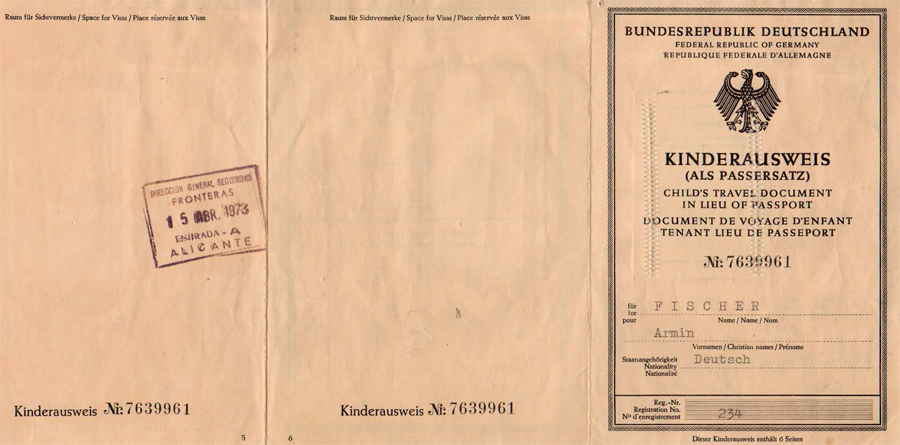 Raum für Sichtvermerke / Space for Visas / Place réservée aux Visas
DIRECCION GENERAL SEGURIDAD
FRONTERAS
15 ABR. 1973
ENTRADA - A
ALICANTE
Kinderausweis Nr. 7639961
5
Raum für Sichtvermerke / Space for Visas / Place réservée aux Visas
Kinderausweis Nr. 7639961
6
BUNDESREPUBLIK DEUTSCHLAND
FEDERAL REPUBLIC OF GERMANY
REPUBLIQUE FEDERALE D'ALLEMAGNE
KINDERAUSWEIS
(ALS PASSERSATZ)
CHILD'S TRAVEL DOCUMENT
IN LIEU OF PASSPORT
DOCUMENT DE VOYAGE D'ENFANT
TENANT LIEU DE PASSEPORT
Nr. 7639961
für
for
pour
FISCHER
Name / Name / Nom
Armin
Vornamen / Christian names / Prénoms
Staatsangehörigkeit
Nationality
Nationalité
Deutsch
Reg.-Nr.
Registration No.
No d'enregistrement
234
Dieser Kinderausweis enthält 6 Seiten